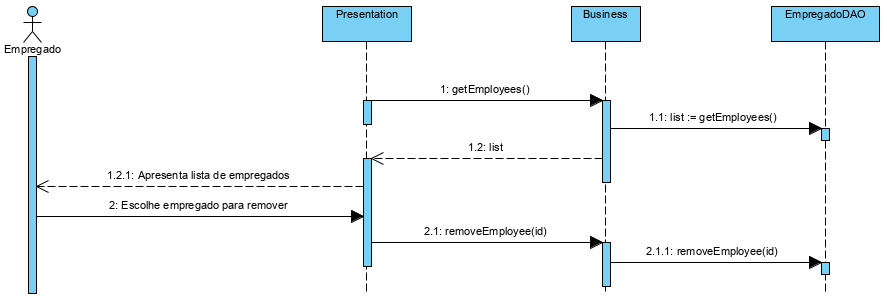 Empregado
Presentation
Business
EmpregadoDAO
1: getEmployees()
1.1: list := getEmployees()
1.2: list
1.2.1: Apresenta lista de empregados
2: Escolhe empregado para remover
2.1: removeEmployee(id)
2.1.1: removeEmployee(id)